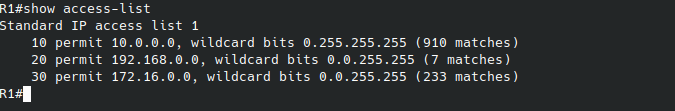 R1#show access-list
Standard IP access list 1
    10 permit 10.0.0.0, wildcard bits 0.255.255.255 (910 matches)
    20 permit 192.168.0.0, wildcard bits 0.0.255.255 (7 matches)
    30 permit 172.16.0.0, wildcard bits 0.0.255.255 (233 matches)
R1#